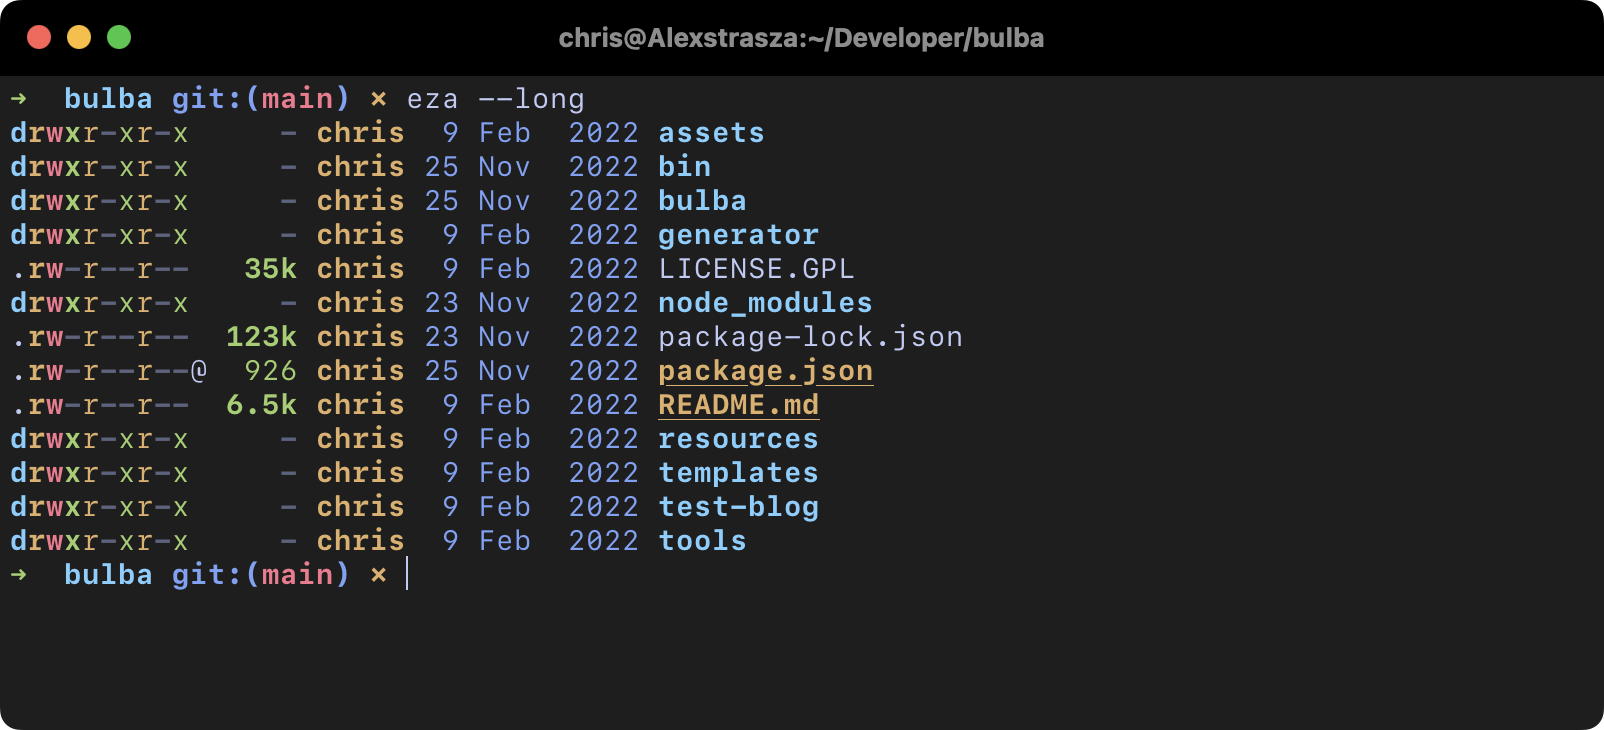 chris@Alexstrasza:~/Developer/bulba
➜  bulba git:(main) × eza --long
drwxr-xr-x     - chris  9 Feb  2022 assets
drwxr-xr-x     - chris 25 Nov  2022 bin
drwxr-xr-x     - chris 25 Nov  2022 bulba
drwxr-xr-x     - chris  9 Feb  2022 generator
.rw-r--r--   35k chris  9 Feb  2022 LICENSE.GPL
drwxr-xr-x     - chris 23 Nov  2022 node_modules
.rw-r--r--  123k chris 23 Nov  2022 package-lock.json
.rw-r--r--@  926 chris 25 Nov  2022 package.json
.rw-r--r--  6.5k chris  9 Feb  2022 README.md
drwxr-xr-x     - chris  9 Feb  2022 resources
drwxr-xr-x     - chris  9 Feb  2022 templates
drwxr-xr-x     - chris  9 Feb  2022 test-blog
drwxr-xr-x     - chris  9 Feb  2022 tools
➜  bulba git:(main) ×